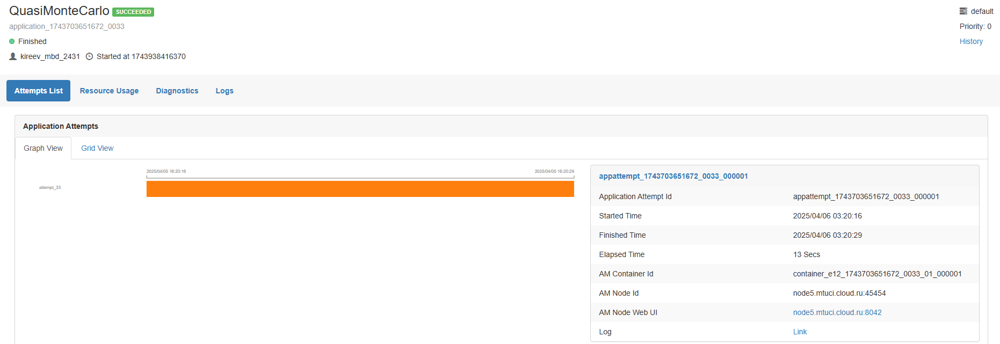 QuasiMonteCarlo SUCCEEDED
default
application_1743703651672_0033
Priority: 0
Finished
History
kireev_mbd_2431 Started at 1743938416370
Attempts List Resource Usage Diagnostics Logs
Application Attempts
Graph View Grid View
2025/04/05 16:20:16 2025/04/05 16:20:29
attempt_33
appattempt_1743703651672_0033_000001
Application Attempt Id appattempt_1743703651672_0033_000001
Started Time 2025/04/06 03:20:16
Finished Time 2025/04/06 03:20:29
Elapsed Time 13 Secs
AM Container Id container_e12_1743703651672_0033_01_000001
AM Node Id node5.mtuci.cloud.ru:45454
AM Node Web UI node5.mtuci.cloud.ru:8042
Log Link